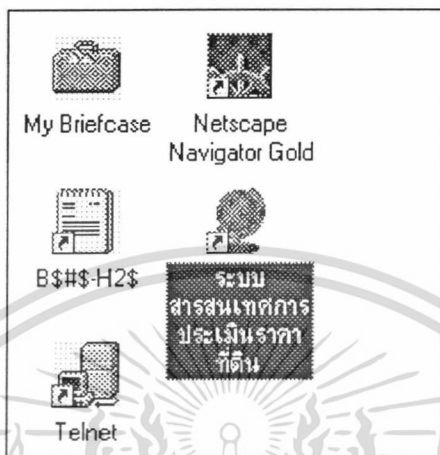 My Briefcase
Netscape
Navigator Gold
B$#$-H2$
ระบบ
สารสนเทศการ
ประเมินราคา
ที่ดิน
Telnet